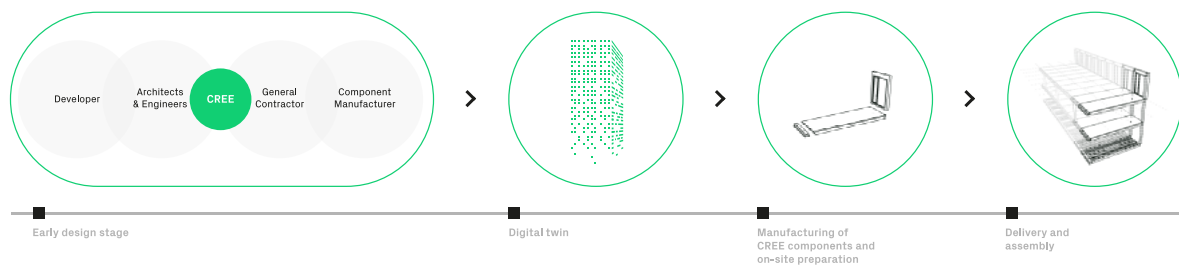 Developer
Architects
& Engineers
CREE
General
Contractor
Component
Manufacturer
Early design stage
Digital twin
Manufacturing of
CREE components and
on-site preparation
Delivery and
assembly